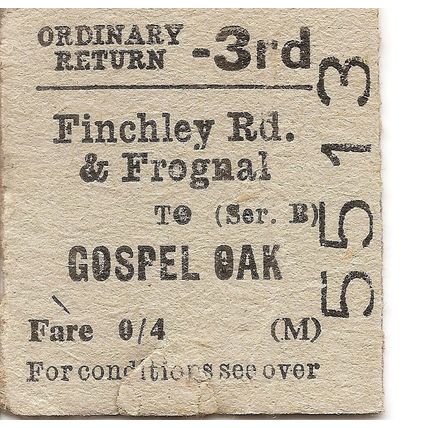 ORDINARY
RETURN -3rd
Finchley Rd.
& Frognal
TO (Ser. B)
GOSPEL OAK
Fare 0/4 (M)
For conditions see over
5513